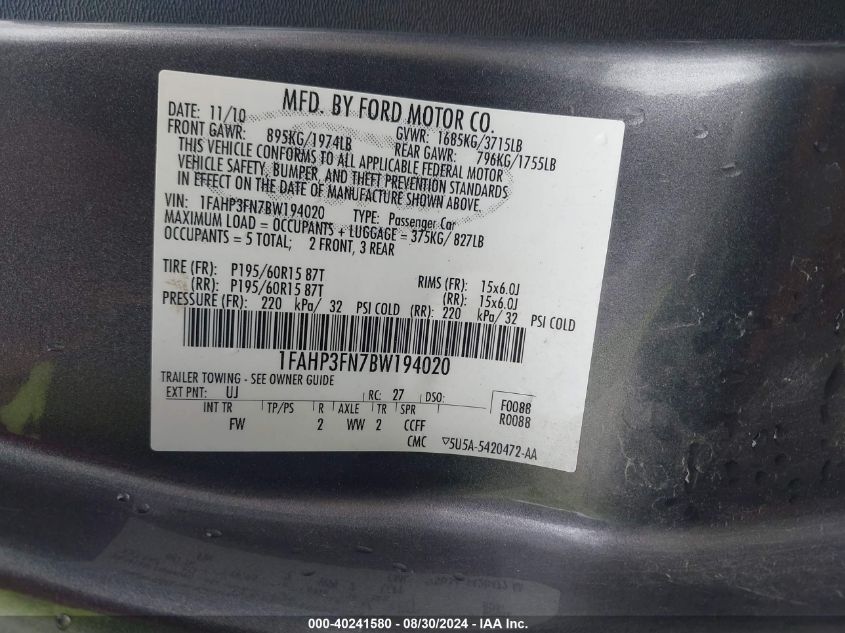 MFD. BY FORD MOTOR CO.
DATE: 11/10 GVWR: 1685KG/3715LB
FRONT GAWR: 895KG/1974LB REAR GAWR: 796KG/1755LB
THIS VEHICLE CONFORMS TO ALL APPLICABLE FEDERAL MOTOR
VEHICLE SAFETY, BUMPER, AND THEFT PREVENTION STANDARDS
IN EFFECT ON THE DATE OF MANUFACTURE SHOWN ABOVE.
VIN: 1FAHP3FN7BW194020 TYPE: Passenger Car
MAXIMUM LOAD = OCCUPANTS + LUGGAGE = 375KG/ 827LB
OCCUPANTS = 5 TOTAL; 2 FRONT, 3 REAR
TIRE (FR): P195/60R15 87T RIMS (FR): 15x6.0J
(RR): P195/60R15 87T (RR): 15x6.0J
PRESSURE (FR): 220 kPa/ 32 PSI COLD (RR): 220 kPa/ 32 PSI COLD
1FAHP3FN7BW194020
TRAILER TOWING - SEE OWNER GUIDE
EXT PNT: UJ RC: 27 DSO: F0088
INT TR TP/PS R AXLE TR SPR R0088
FW 2 WW 2 CCFF
CMC ▽5U5A-5420472-AA
000-40241580 - 08/30/2024 - IAA Inc.